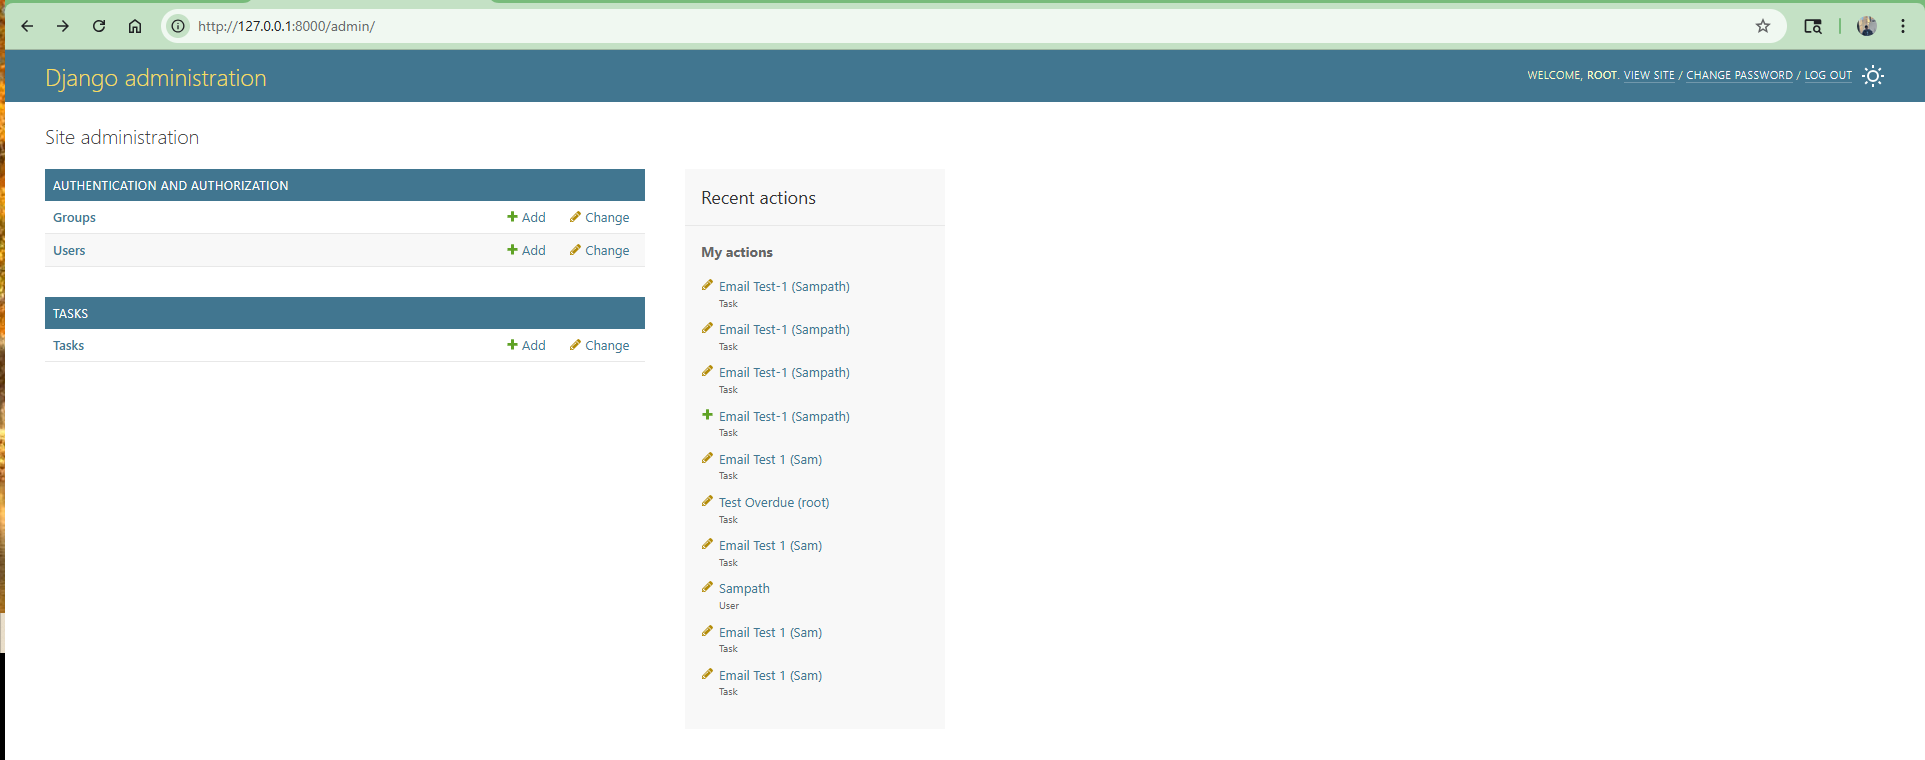 http://127.0.0.1:8000/admin/
Django administration
WELCOME, ROOT. VIEW SITE / CHANGE PASSWORD / LOG OUT
Site administration
AUTHENTICATION AND AUTHORIZATION
Groups Add Change
Users Add Change
TASKS
Tasks Add Change
Recent actions
My actions
Email Test-1 (Sampath)
Task
Email Test-1 (Sampath)
Task
Email Test-1 (Sampath)
Task
Email Test-1 (Sampath)
Task
Email Test 1 (Sam)
Task
Test Overdue (root)
Task
Email Test 1 (Sam)
Task
Sampath
User
Email Test 1 (Sam)
Task
Email Test 1 (Sam)
Task